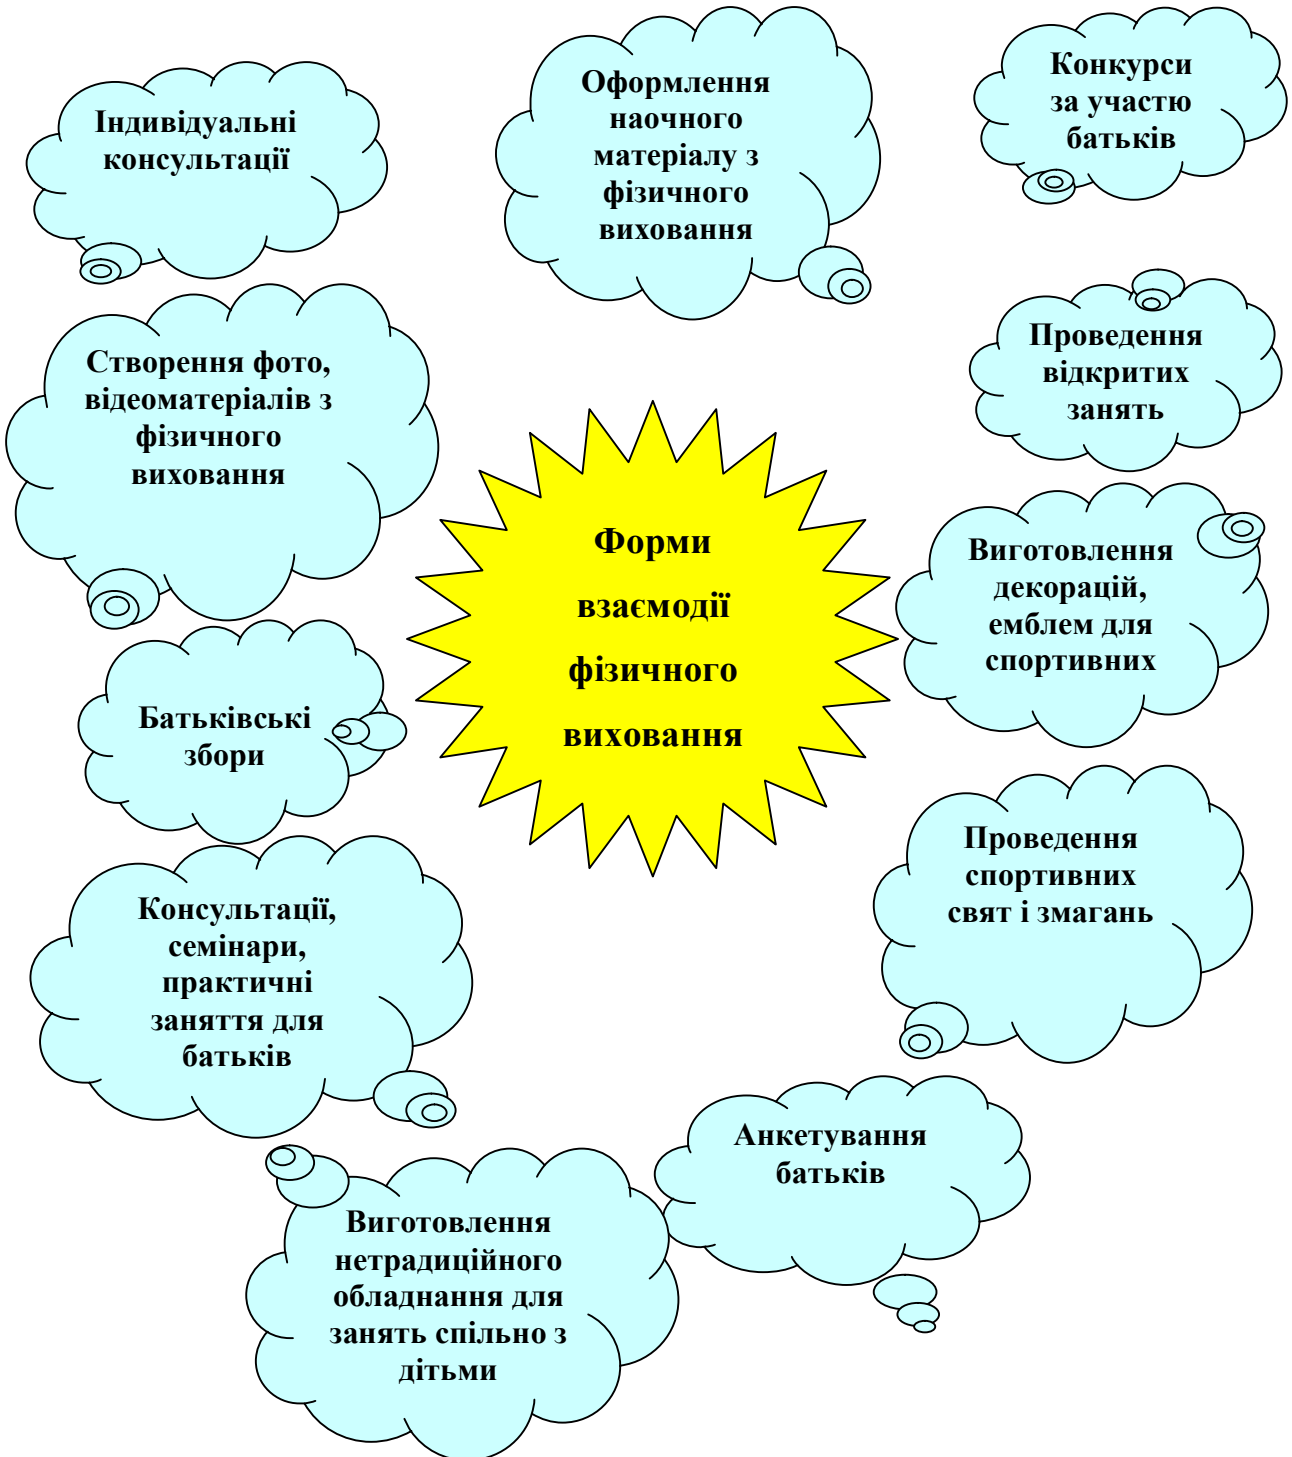 Індивідуальні
консультації
Оформлення
наочного
матеріалу з
фізичного
виховання
Конкурси
за участю
батьків
Створення фото,
відеоматеріалів з
фізичного
виховання
Проведення
відкритих
занять
Форми
взаємодії
фізичного
виховання
Виготовлення
декорацій,
емблем для
спортивних
Батьківські
збори
Проведення
спортивних
свят і змагань
Консультації,
семінари,
практичні
заняття для
батьків
Анкетування
батьків
Виготовлення
нетрадиційного
обладнання для
занять спільно з
дітьми